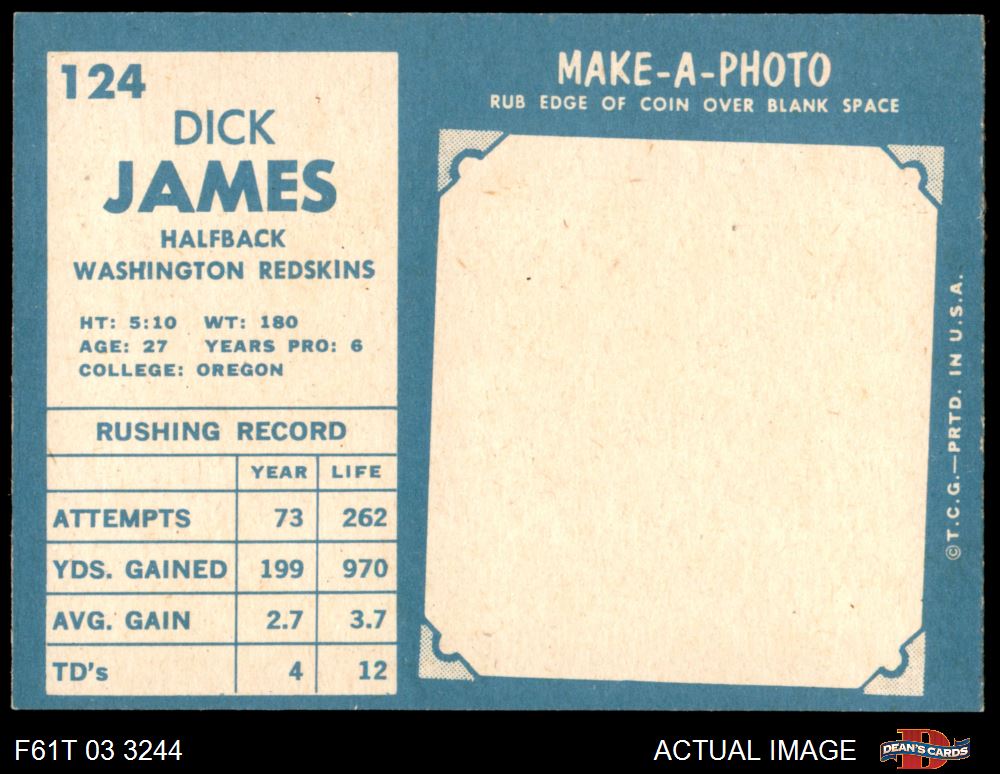 124
DICK
JAMES
HALFBACK
WASHINGTON REDSKINS
HT: 5:10 WT: 180
AGE: 27 YEARS PRO: 6
COLLEGE: OREGON
RUSHING RECORD
YEAR LIFE
ATTEMPTS 73 262
YDS. GAINED 199 970
AVG. GAIN 2.7 3.7
TD's 4 12
MAKE-A-PHOTO
RUB EDGE OF COIN OVER BLANK SPACE
©T.C.G.—PRTD. IN U.S.A.
F61T 03 3244
ACTUAL IMAGE
DEAN'S CARDS